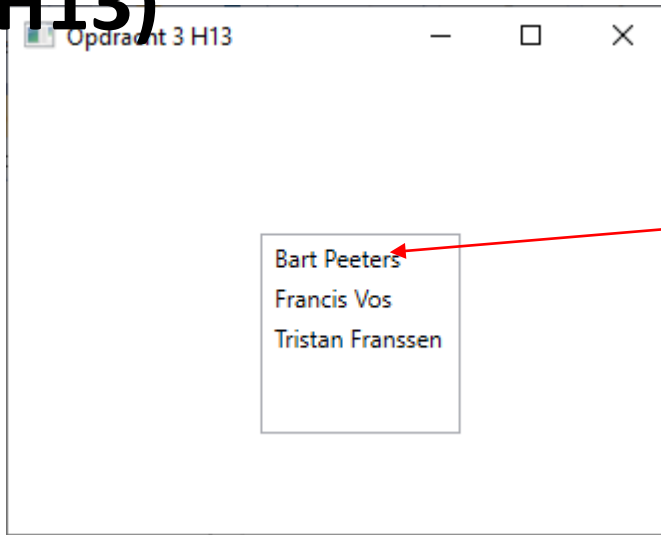 H13)
Opdracht 3 H13
Bart Peeters
Francis Vos
Tristan Franssen